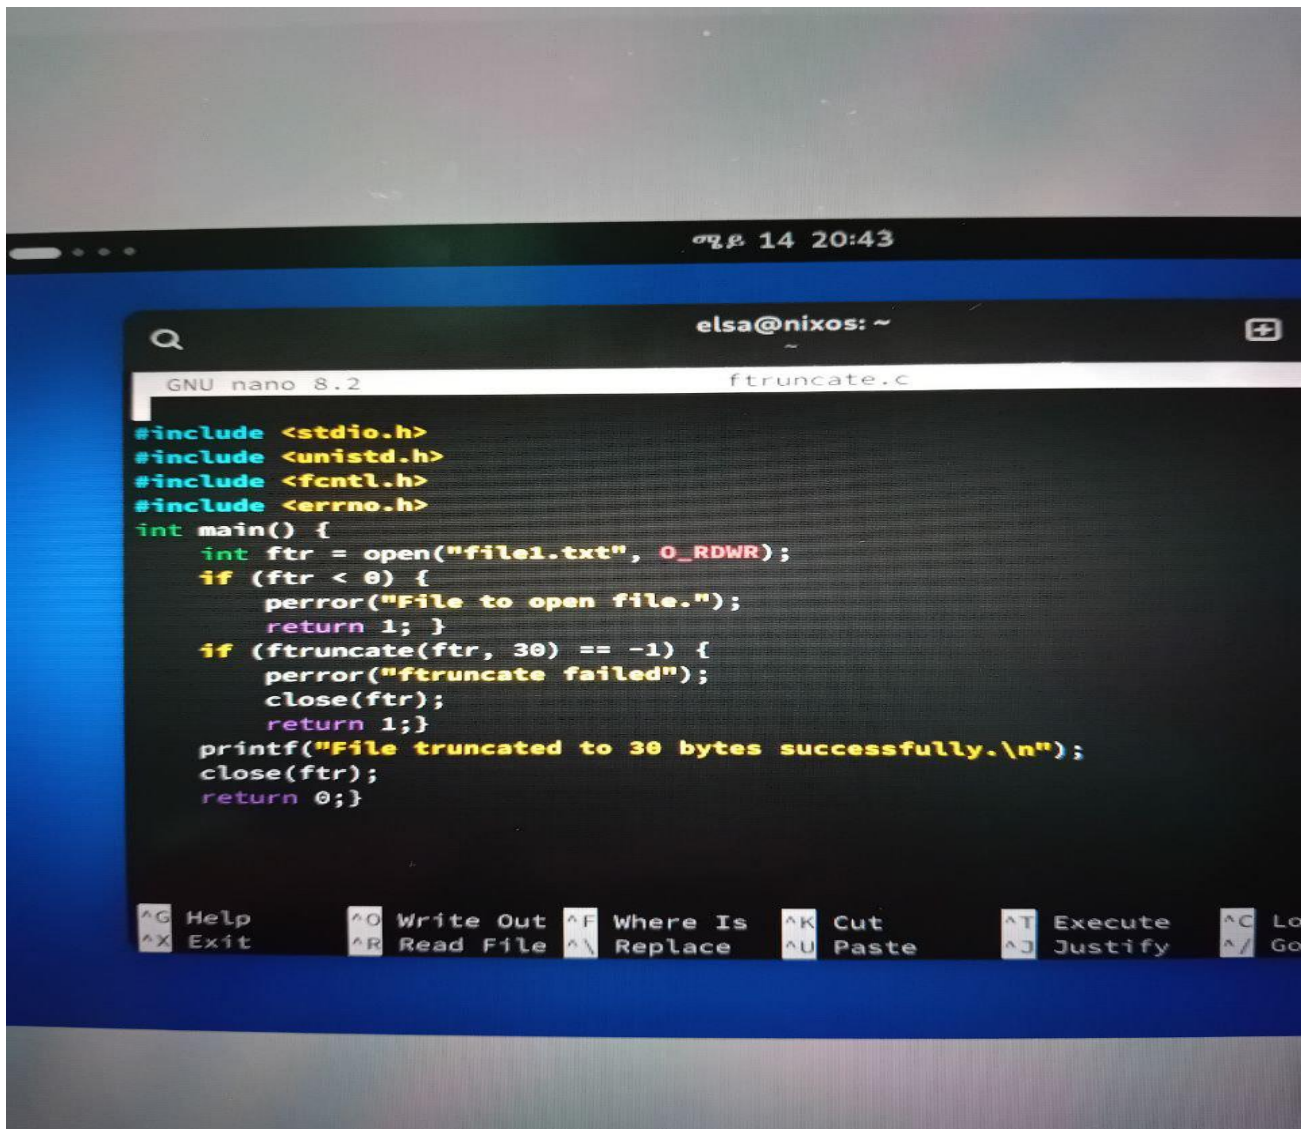 ሜይ 14 20:43
elsa@nixos: ~
~
GNU nano 8.2 ftruncate.c
#include <stdio.h>
#include <unistd.h>
#include <fcntl.h>
#include <errno.h>
int main() {
    int ftr = open("file1.txt", O_RDWR);
    if (ftr < 0) {
        perror("File to open file.");
        return 1; }
    if (ftruncate(ftr, 30) == -1) {
        perror("ftruncate failed");
        close(ftr);
        return 1;}
    printf("File truncated to 30 bytes successfully.\n");
    close(ftr);
    return 0;}
^G Help ^O Write Out ^F Where Is ^K Cut ^T Execute ^C Lo
^X Exit ^R Read File ^\ Replace ^U Paste ^J Justify ^/ Go